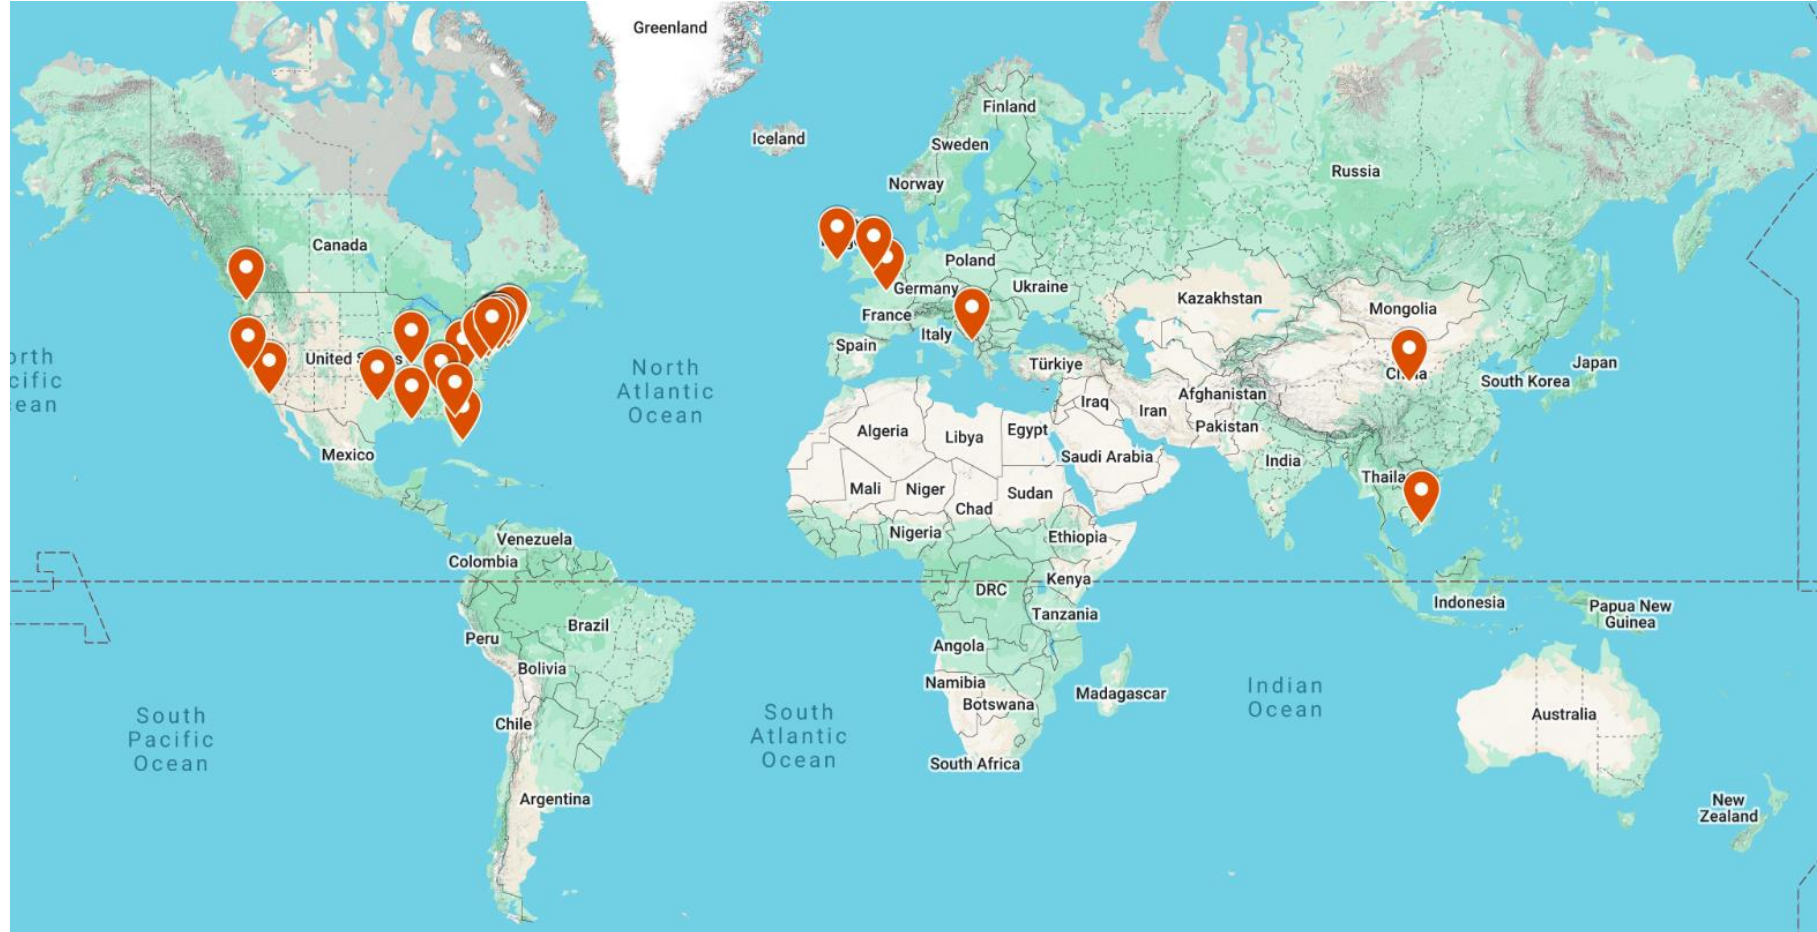 Greenland
Iceland
Finland
Sweden
Norway
Russia
Canada
Poland
Germany
Ukraine
Kazakhstan
Mongolia
France
Italy
Spain
Türkiye
United
North
Atlantic
Ocean
Japan
South Korea
Afghanistan
Iraq
Iran
Pakistan
Algeria
Libya
Egypt
Saudi Arabia
India
Mexico
Mali
Niger
Sudan
Chad
Nigeria
Ethiopia
Venezuela
Colombia
Kenya
DRC
Tanzania
Indonesia
Papua New
Guinea
Brazil
Peru
Angola
Bolivia
Namibia
Botswana
Madagascar
Indian
Ocean
South
Pacific
Ocean
South
Atlantic
Ocean
Chile
Australia
South Africa
Argentina
New
Zealand